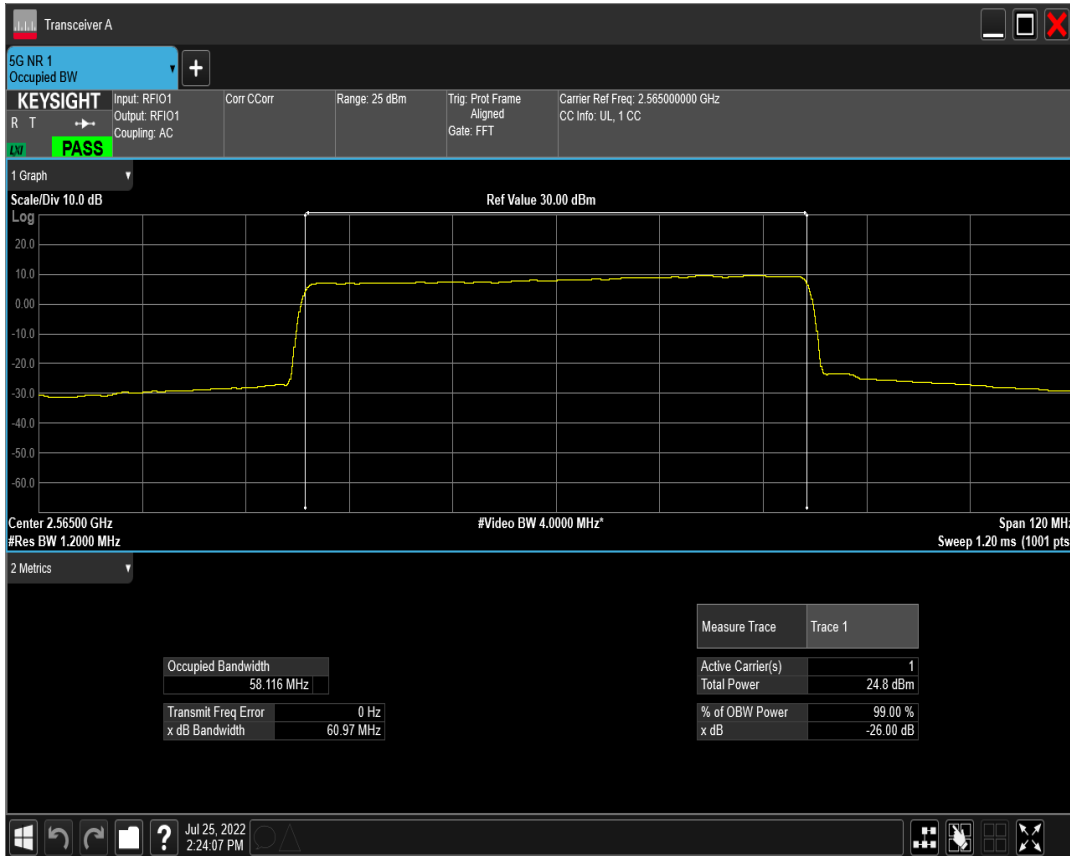 Transceiver A
5G NR 1
Occupied BW
+
KEYSIGHT
R T
LXI
PASS
Input: RFIO1
Output: RFIO1
Coupling: AC
Corr CCorr
Range: 25 dBm
Trig: Prot Frame
Aligned
Gate: FFT
Carrier Ref Freq: 2.565000000 GHz
CC Info: UL, 1 CC
1 Graph
Scale/Div 10.0 dB
Ref Value 30.00 dBm
Log
20.0
10.0
0.00
-10.0
-20.0
-30.0
-40.0
-50.0
-60.0
Center 2.56500 GHz
#Video BW 4.0000 MHz*
Span 120 MHz
#Res BW 1.2000 MHz
Sweep 1.20 ms (1001 pts
2 Metrics
Measure Trace Trace 1
Occupied Bandwidth
58.116 MHz
Active Carrier(s) 1
Total Power 24.8 dBm
Transmit Freq Error 0 Hz
x dB Bandwidth 60.97 MHz
% of OBW Power 99.00 %
x dB -26.00 dB
?
Jul 25, 2022
2:24:07 PM